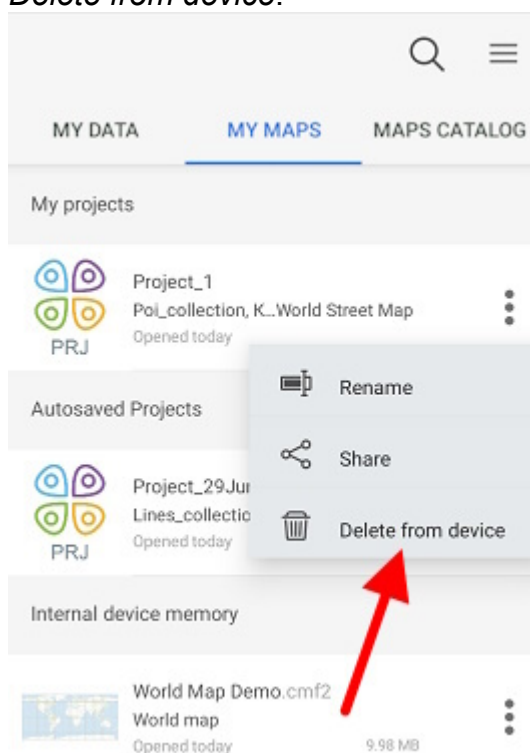 Delete from device.
MY DATA MY MAPS MAPS CATALOG
My projects
Project_1
Poi_collection, K...World Street Map
Opened today
PRJ
Rename
Autosaved Projects
Share
Project_29Jun
Lines_collectio
Delete from device
Opened today
PRJ
Internal device memory
World Map Demo.cmf2
World map
Opened today 9.98 MB